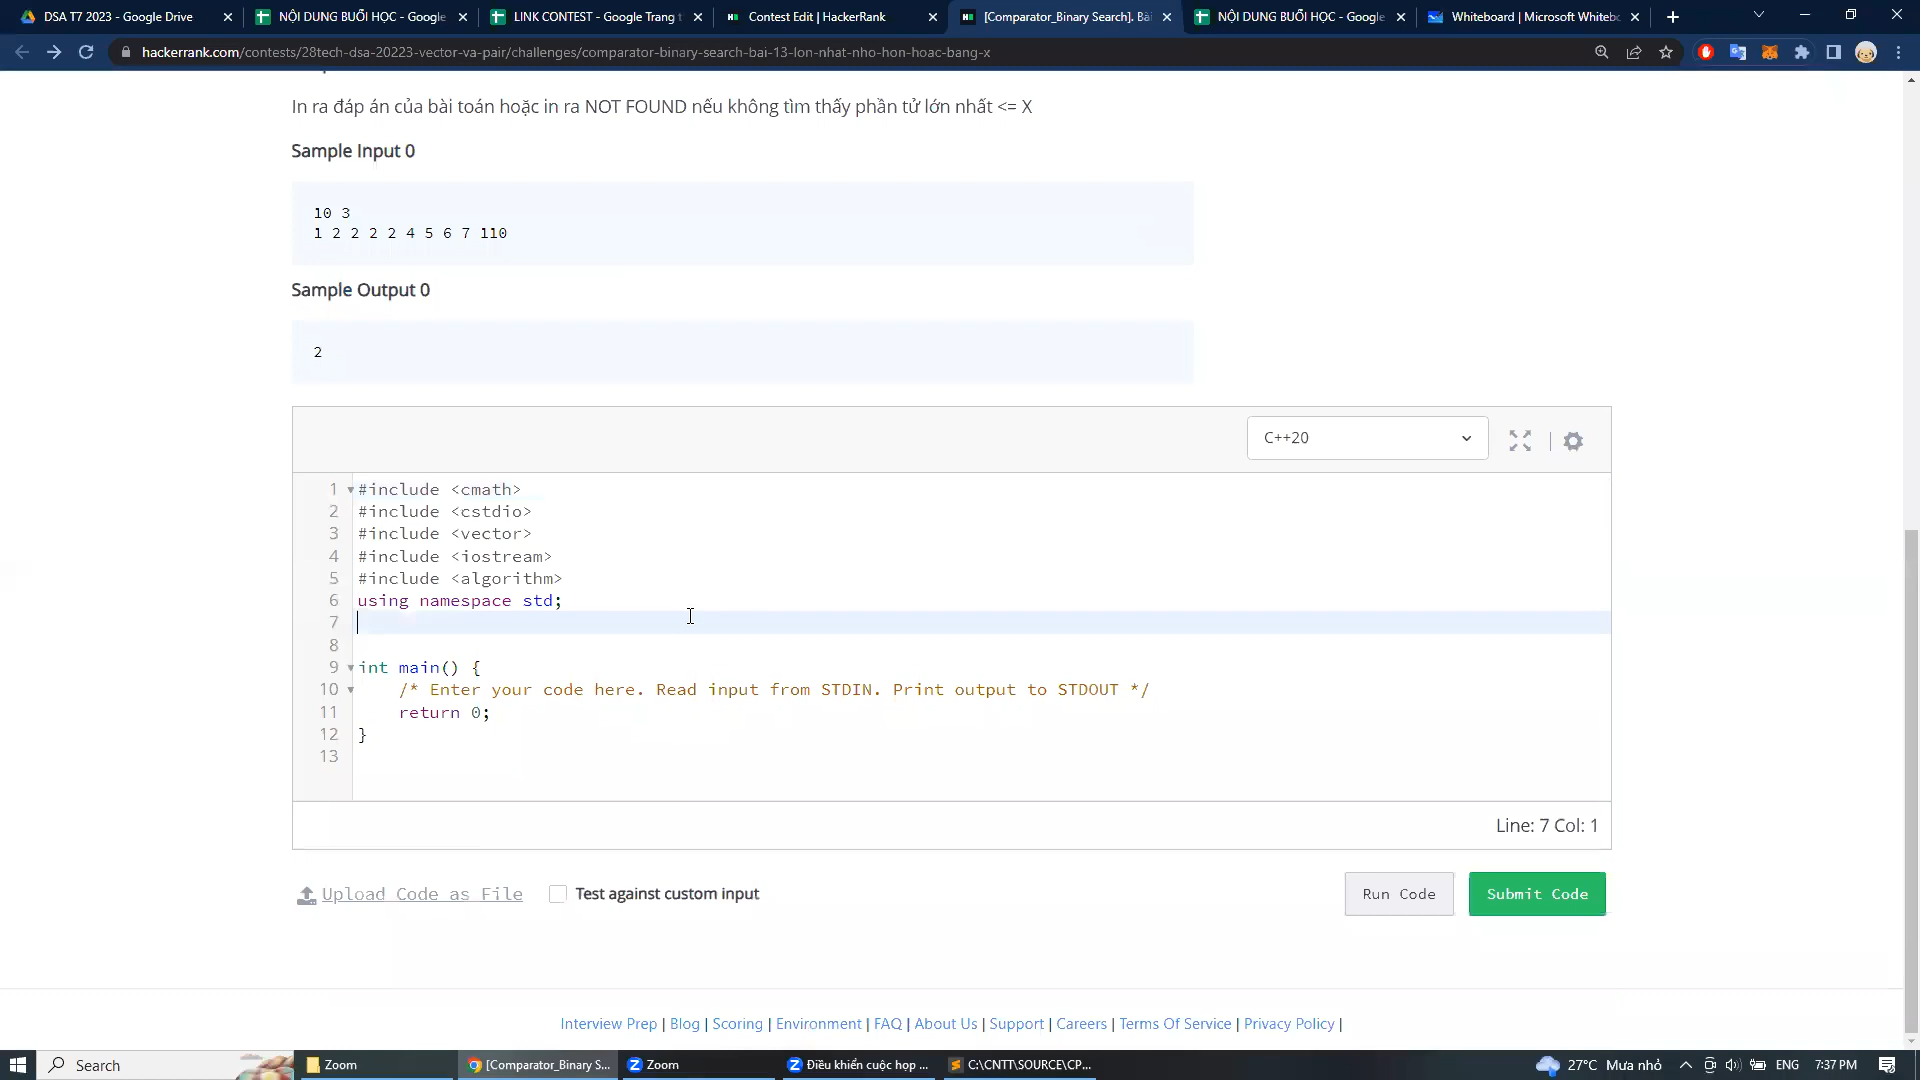 DSA T7 2023 - Google Drive
NỘI DUNG BUỔI HỌC - Google
LINK CONTEST - Google Trang t
Contest Edit | HackerRank
[Comparator_Binary Search]. Bà
NỘI DUNG BUỔI HỌC - Google
Whiteboard | Microsoft Whitebo
hackerrank.com/contests/28tech-dsa-20223-vector-va-pair/challenges/comparator-binary-search-bai-13-lon-nhat-nho-hon-hoac-bang-x
In ra đáp án của bài toán hoặc in ra NOT FOUND nếu không tìm thấy phần tử lớn nhất <= X
Sample Input 0
10 3
1 2 2 2 2 4 5 6 7 110
Sample Output 0
2
C++20
1 #include <cmath>
2 #include <cstdio>
3 #include <vector>
4 #include <iostream>
5 #include <algorithm>
6 using namespace std;
7
8
9 int main() {
10 /* Enter your code here. Read input from STDIN. Print output to STDOUT */
11 return 0;
12 }
13
Line: 7 Col: 1
Upload Code as File
Test against custom input
Run Code
Submit Code
Interview Prep | Blog | Scoring | Environment | FAQ | About Us | Support | Careers | Terms Of Service | Privacy Policy |
Search
Zoom
[Comparator_Binary S...
Zoom
Điều khiển cuộc họp ...
C:\CNTT\SOURCE\CP...
27°C Mưa nhỏ
ENG
7:37 PM